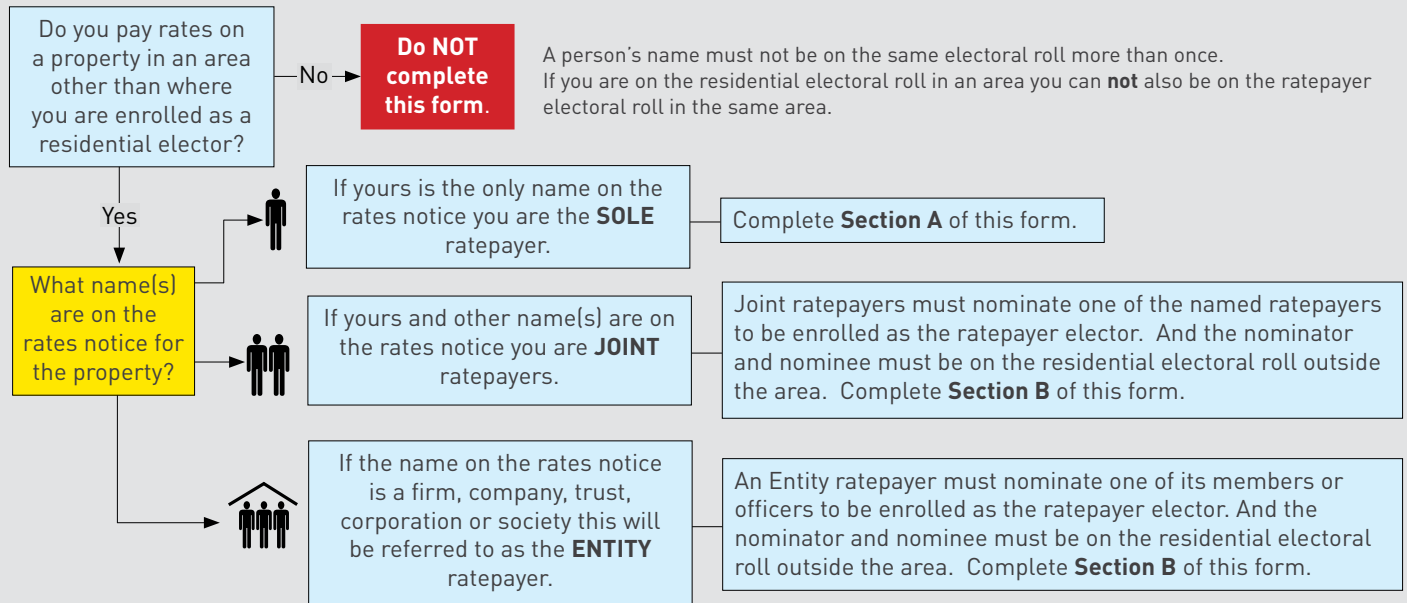 Do you pay rates on
a property in an area
other than where
you are enrolled as a
residential elector?
No
Do NOT
complete
this form.
A person's name must not be on the same electoral roll more than once.
If you are on the residential electoral roll in an area you can not also be on the ratepayer
electoral roll in the same area.
Yes
What name(s)
are on the
rates notice for
the property?
If yours is the only name on the
rates notice you are the SOLE
ratepayer.
Complete Section A of this form.
If yours and other name(s) are on
the rates notice you are JOINT
ratepayers.
Joint ratepayers must nominate one of the named ratepayers
to be enrolled as the ratepayer elector. And the nominator
and nominee must be on the residential electoral roll outside
the area. Complete Section B of this form.
If the name on the rates notice
is a firm, company, trust,
corporation or society this will
be referred to as the ENTITY
ratepayer.
An Entity ratepayer must nominate one of its members or
officers to be enrolled as the ratepayer elector. And the
nominator and nominee must be on the residential electoral
roll outside the area. Complete Section B of this form.